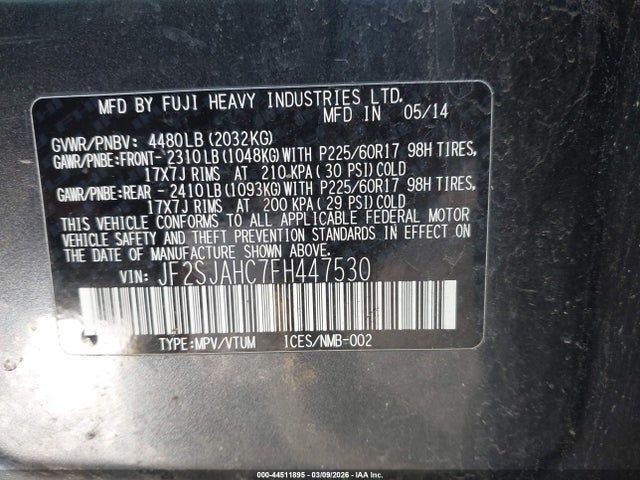 MFD BY FUJI HEAVY INDUSTRIES LTD.
MFD IN 05/14
GVWR/PNBV: 4480LB(2032KG)
GAWR/PNBE:FRONT- 2310LB(1048KG)WITH P225/60R17 98H TIRES,
17X7J RIMS AT 210 KPA(30 PSI)COLD
GAWR/PNBE:REAR - 2410LB(1093KG)WITH P225/60R17 98H TIRES,
17X7J RIMS AT 200 KPA(29 PSI)COLD
THIS VEHICLE CONFORMS TO ALL APPLICABLE FEDERAL MOTOR
VEHICLE SAFETY AND THEFT PREVENTION STANDARDS IN EFFECT ON
THE DATE OF MANUFACTURE SHOWN ABOVE.
VIN: JF2SJAHC7FH447530
TYPE:MPV/VTUM ICES/NMB-002
000-44511895 - 03/09/2026 - IAA Inc.